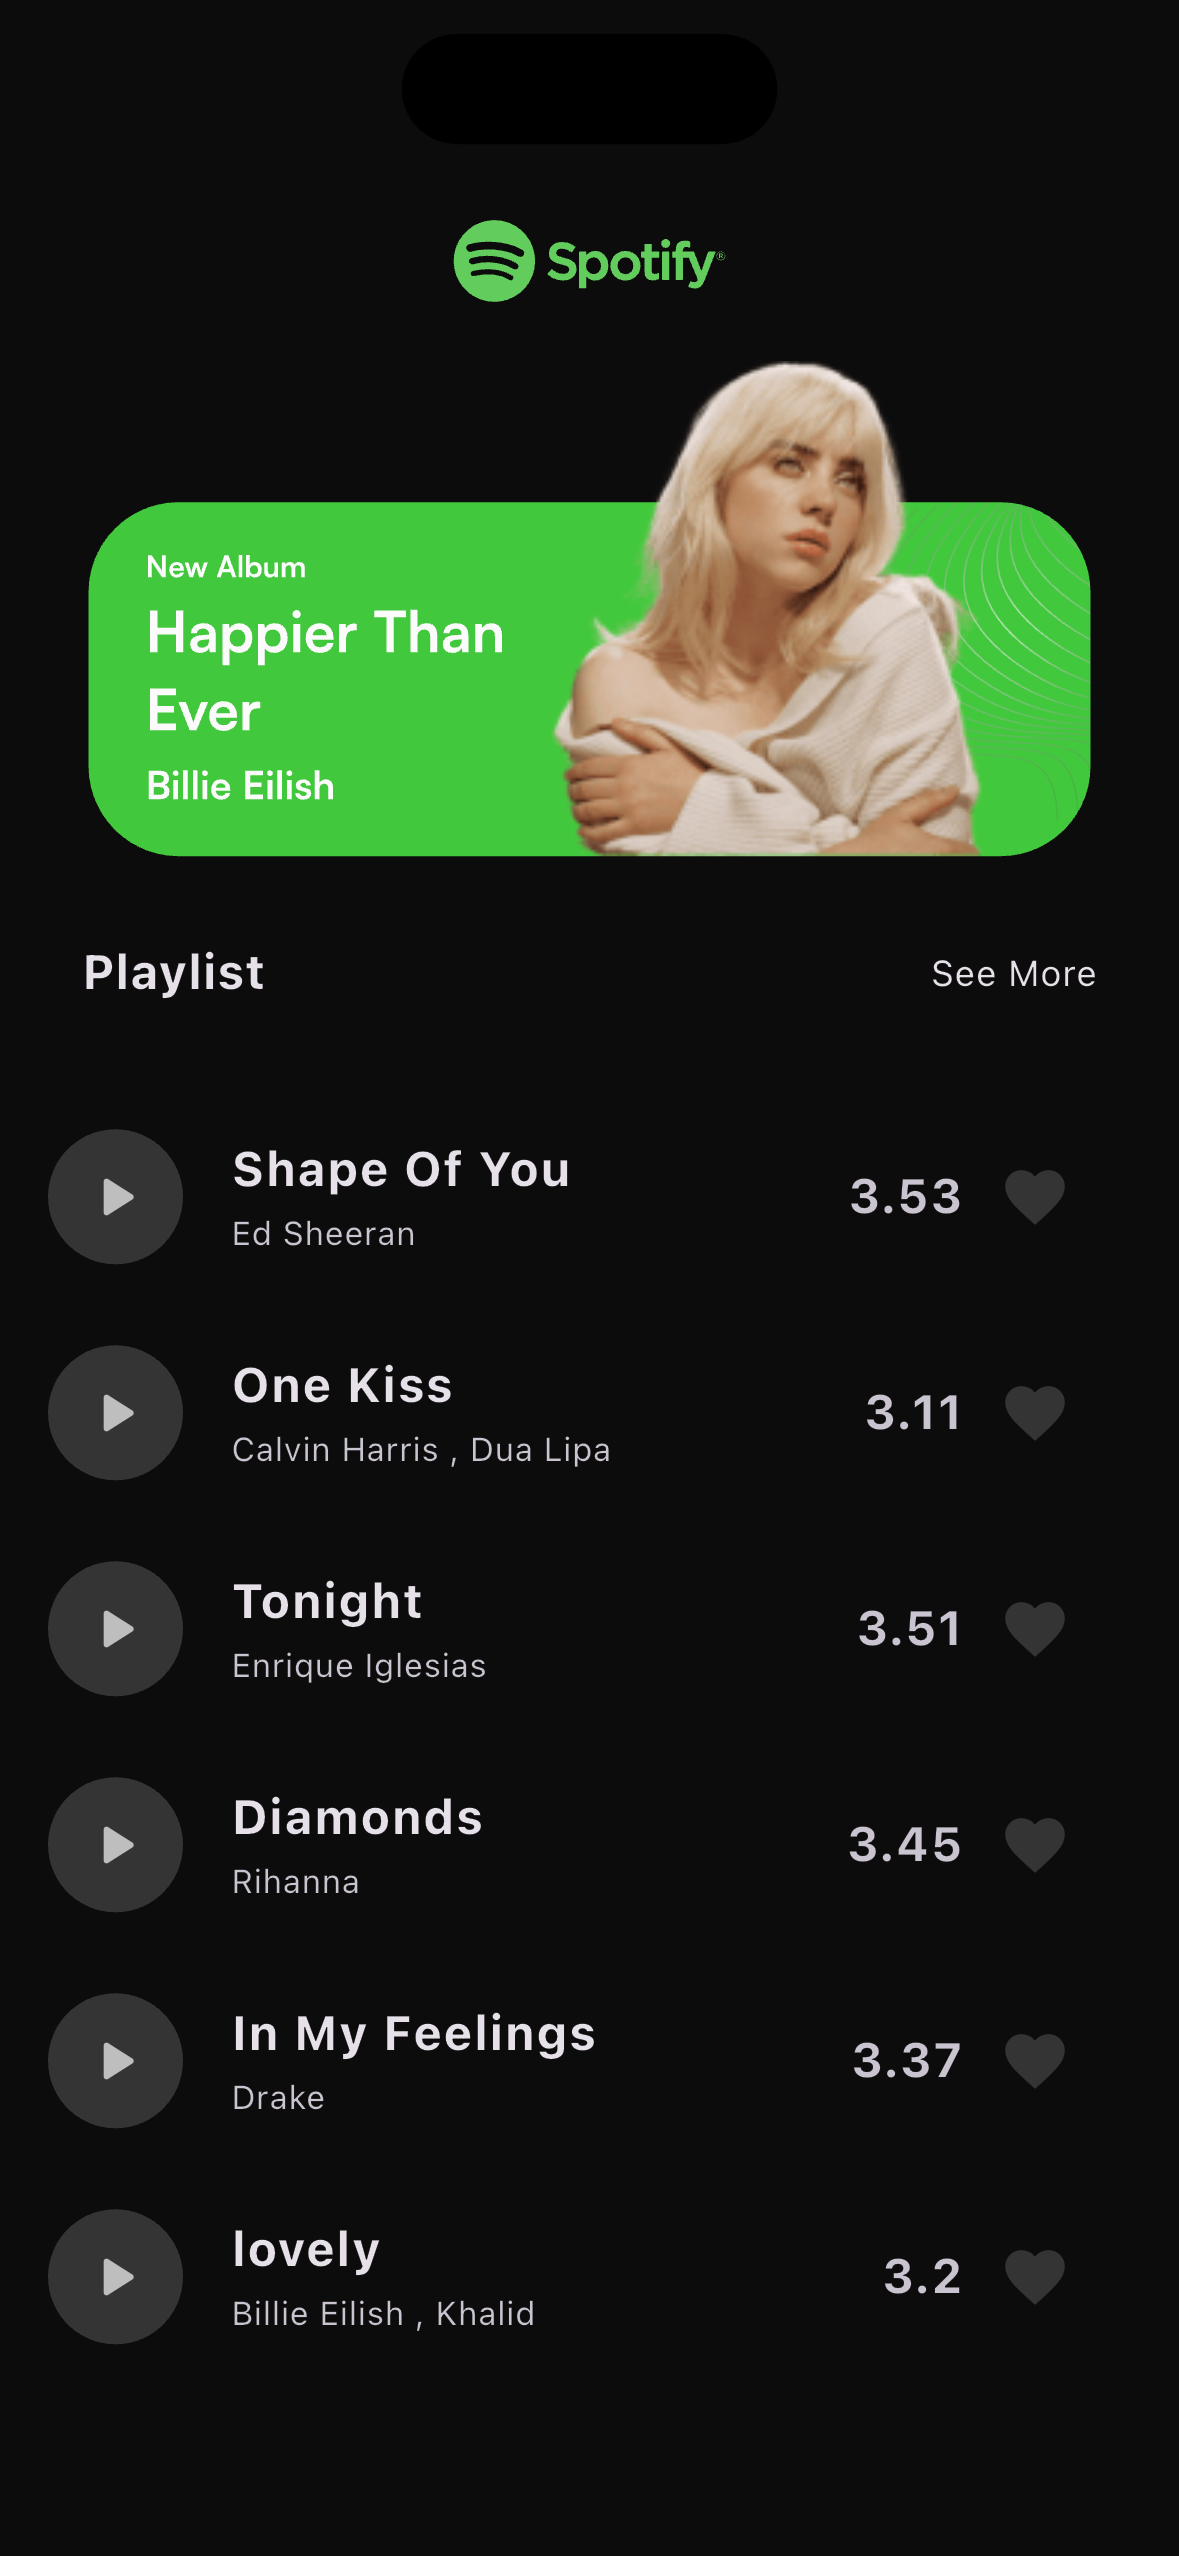 Spotify®
New Album
Happier Than
Ever
Billie Eilish
Playlist
See More
Shape Of You
Ed Sheeran
3.53
One Kiss
Calvin Harris , Dua Lipa
3.11
Tonight
Enrique Iglesias
3.51
Diamonds
Rihanna
3.45
In My Feelings
Drake
3.37
lovely
Billie Eilish , Khalid
3.2